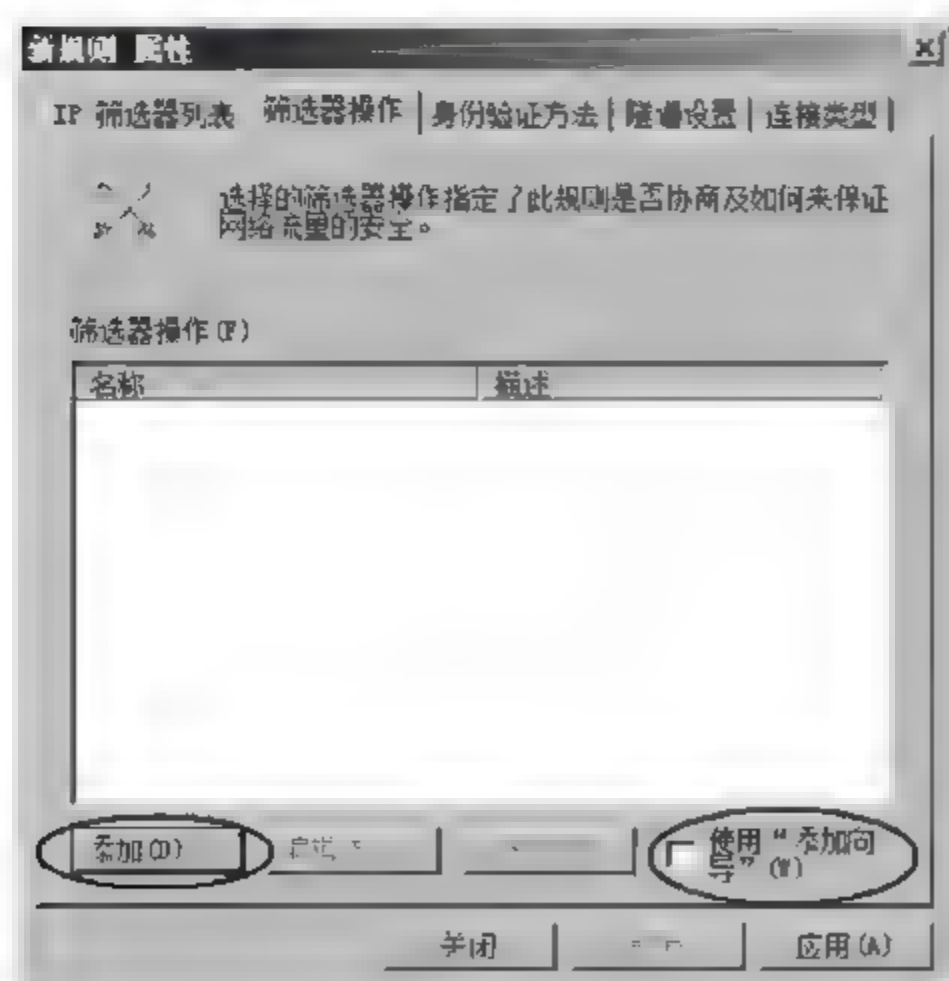 新规则 属性
IP 筛选器列表 筛选器操作 身份验证方法 隧道设置 连接类型
选择的筛选器操作指定了此规则是否协商及如何来保证
网络流量的安全。
筛选器操作(F)
名称 描述
添加(D)
使用“添加向
导”(W)
关闭 应用(A)